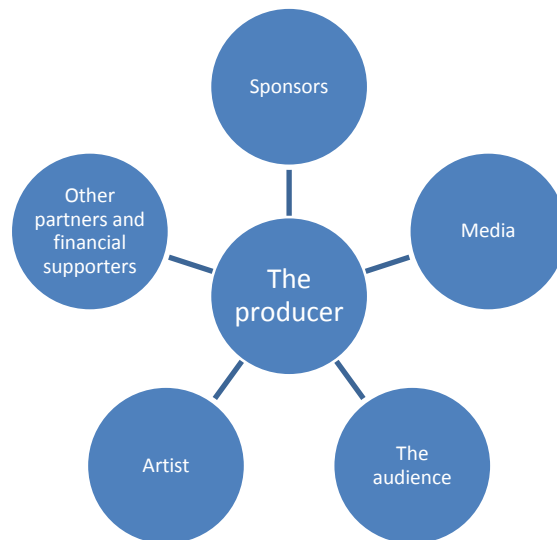 Sponsors
Other
partners and
financial
supporters
Media
The
producer
Artist
The
audience